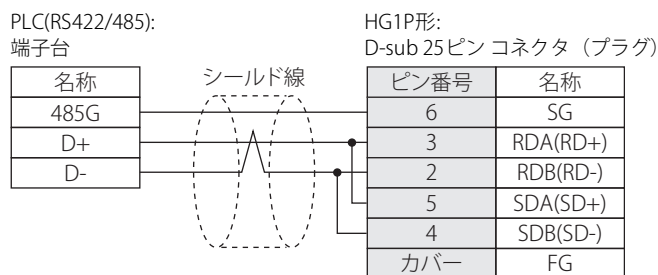 PLC(RS422/485):
端子台
HG1P形:
D-sub 25ピン コネクタ（プラグ）
名称
シールド線
ピン番号 名称
485G
6 SG
D+
3 RDA(RD+)
D-
2 RDB(RD-)
5 SDA(SD+)
4 SDB(SD-)
カバー FG